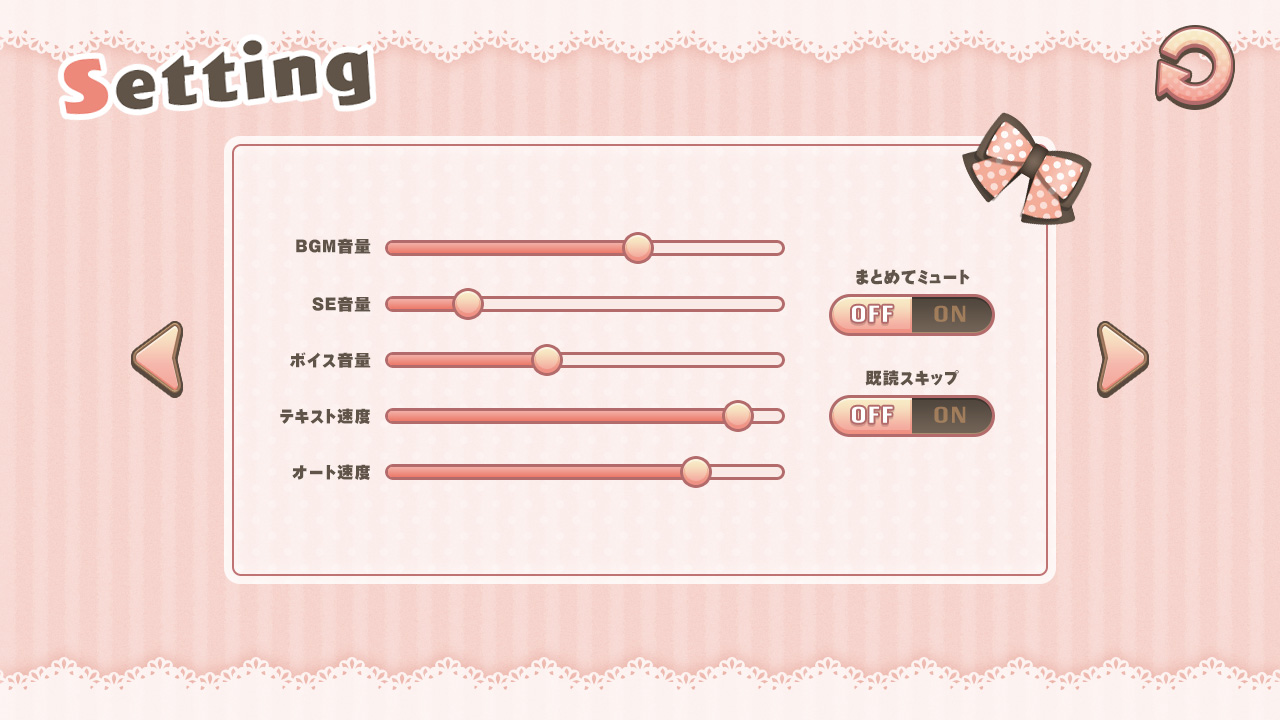 Setting
BGM音量
SE音量
ボイス音量
テキスト速度
オート速度
まとめてミュート
OFF ON
既読スキップ
OFF ON